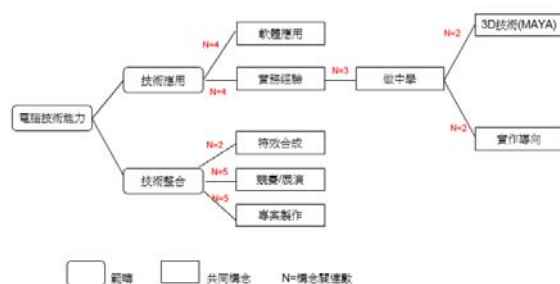 電腦技術能力
技術應用
N=4
軟體應用
N=4
實務經驗
N=3
做中學
N=2
3D技術(MAYA)
N=2
實作導向
技術整合
N=2
特效合成
N=5
競賽/展演
N=5
專案製作
範疇
共同構念
N=構念關連數